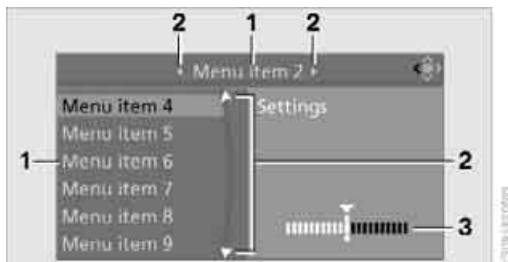 2 1 2
Menu item 2
Menu item 4 Settings
Menu item 5
1 Menu item 6 2
Menu item 7
Menu item 8 3
Menu item 9